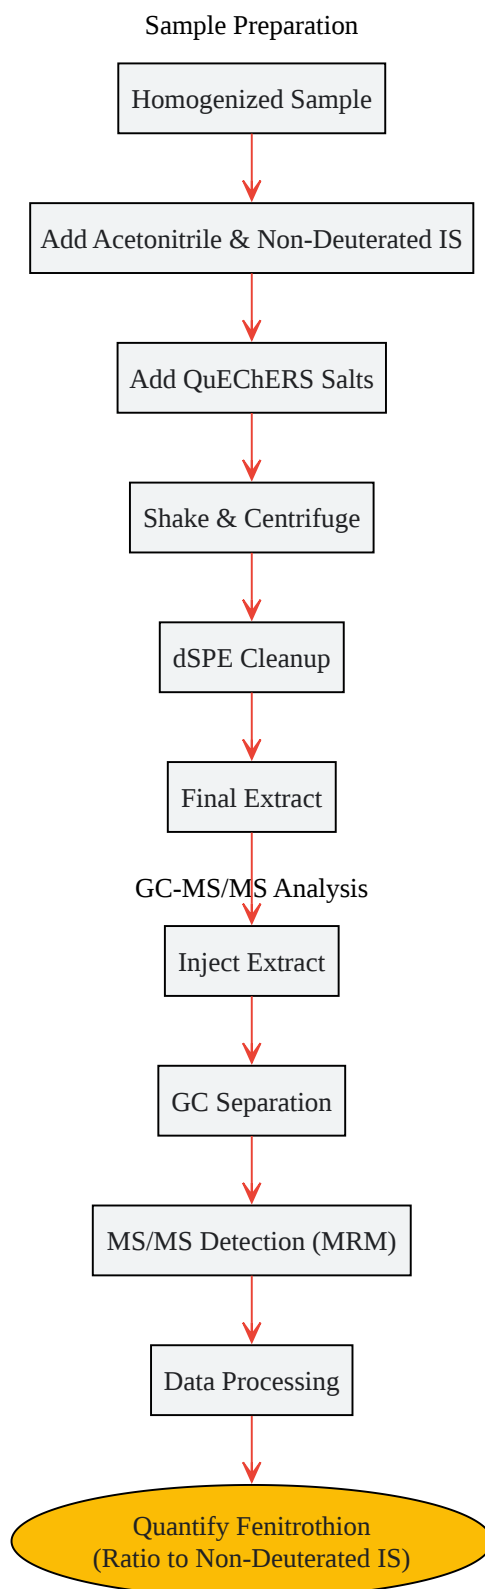 Sample Preparation
Homogenized Sample
Add Acetonitrile & Non-Deuterated IS
Add QuEChERS Salts
Shake & Centrifuge
dSPE Cleanup
Final Extract
GC-MS/MS Analysis
Inject Extract
GC Separation
MS/MS Detection (MRM)
Data Processing
Quantify Fenitrothion
(Ratio to Non-Deuterated IS)